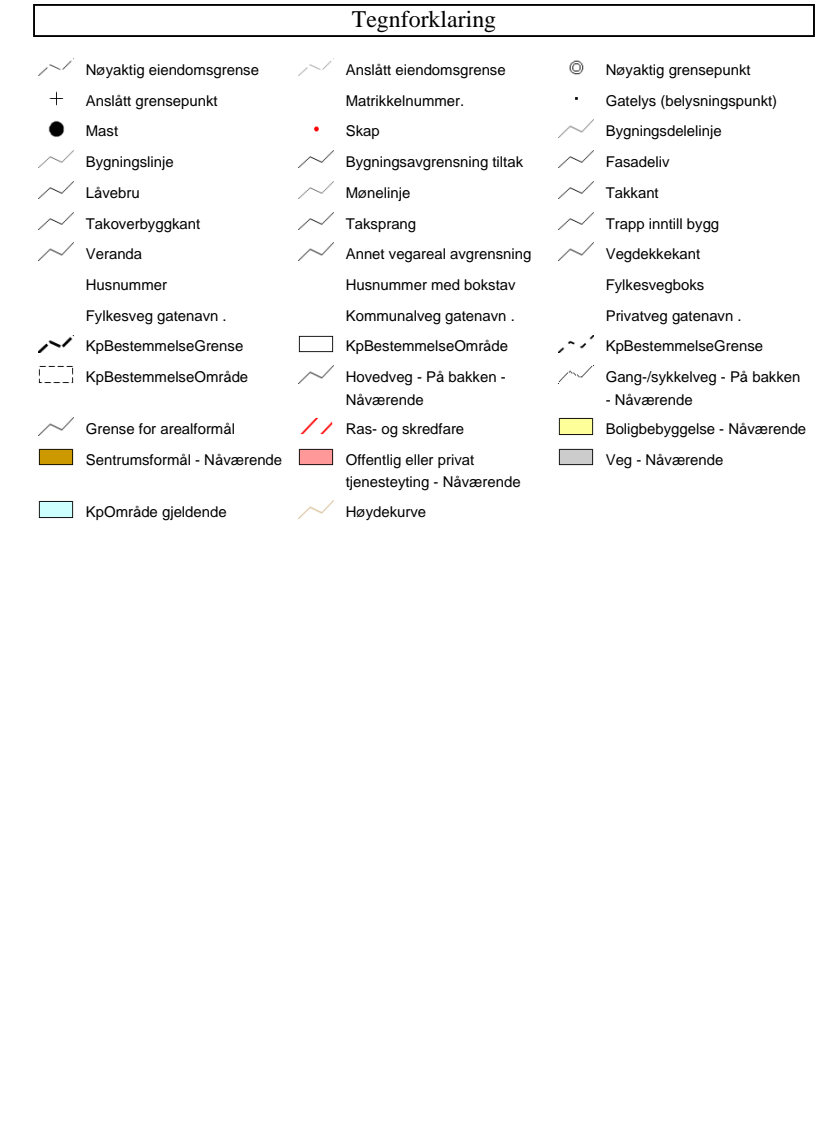 Tegnforklaring
Nøyaktig eiendomsgrense
Anslått eiendomsgrense
Nøyaktig grensepunkt
Anslått grensepunkt
Matrikkelnummer.
Gatelys (belysningspunkt)
Mast
Skap
Bygningsdelelinje
Bygningslinje
Bygningsavgrensning tiltak
Fasadeliv
Låvebru
Mønelinje
Takkant
Takoverbyggkant
Taksprang
Trapp inntill bygg
Veranda
Annet vegareal avgrensning
Vegdekkekant
Husnummer
Husnummer med bokstav
Fylkesvegboks
Fylkesveg gatenavn .
Kommunalveg gatenavn .
Privatveg gatenavn .
KpBestemmelseGrense
KpBestemmelseOmråde
KpBestemmelseGrense
KpBestemmelseOmråde
Hovedveg - På bakken -
Nåværende
Gang-/sykkelveg - På bakken
- Nåværende
Grense for arealformål
Ras- og skredfare
Boligbebyggelse - Nåværende
Sentrumsformål - Nåværende
Offentlig eller privat
tjenesteyting - Nåværende
Veg - Nåværende
KpOmråde gjeldende
Høydekurve